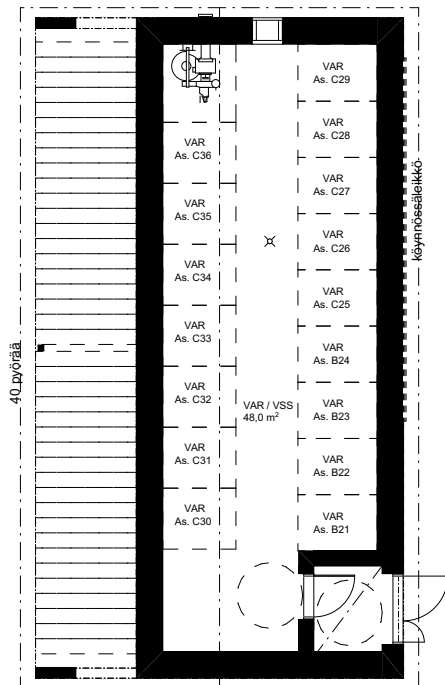 40 pyörää
VAR
As. C36
VAR
As. C35
VAR
As. C34
VAR
As. C33
VAR
As. C32
VAR
As. C31
VAR
As. C30
VAR / VSS
48,0 m²
VAR
As. C29
VAR
As. C28
VAR
As. C27
VAR
As. C26
VAR
As. C25
VAR
As. B24
VAR
As. B23
VAR
As. B22
VAR
As. B21
köynnössäleikkö